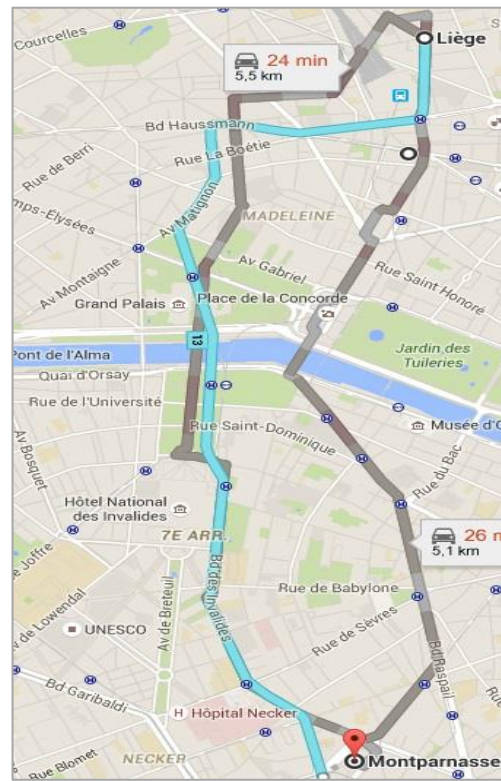 Courcelles
Liège
24 min
5,5 km
Bd Haussmann
Rue de Berri
Rue La Boétie
mps-Elysées
Av Matignon
MADELEINE
Av Montaigne
Av Gabriel
Rue Saint Honoré
Grand Palais
Place de la Concorde
13
Pont de l'Alma
Jardin des
Tuileries
Quai d'Orsay
Rue de l'Université
Rue Saint-Dominique
Musée d'O
Av Bosquet
Rue du Bac
Hôtel National
des Invalides
7E ARR.
26 m
5,1 km
e Joffre
Bd des Invalides
Av de Breteuil
Rue de Babylone
v de Lowendal
UNESCO
Rue de Sèvres
Bd Raspail
Bd Garibaldi
H
Hôpital Necker
Rue Blomet
NECKER
Montparnasse